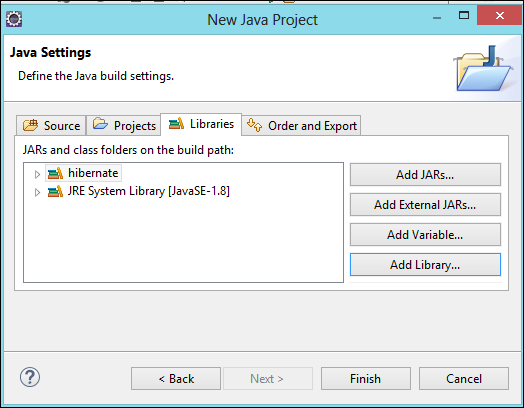 New Java Project
Java Settings
Define the Java build settings.
Source Projects Libraries Order and Export
JARs and class folders on the build path:
hibernate
JRE System Library [JavaSE-1.8]
Add JARs...
Add External JARs...
Add Variable...
Add Library...
< Back Next > Finish Cancel